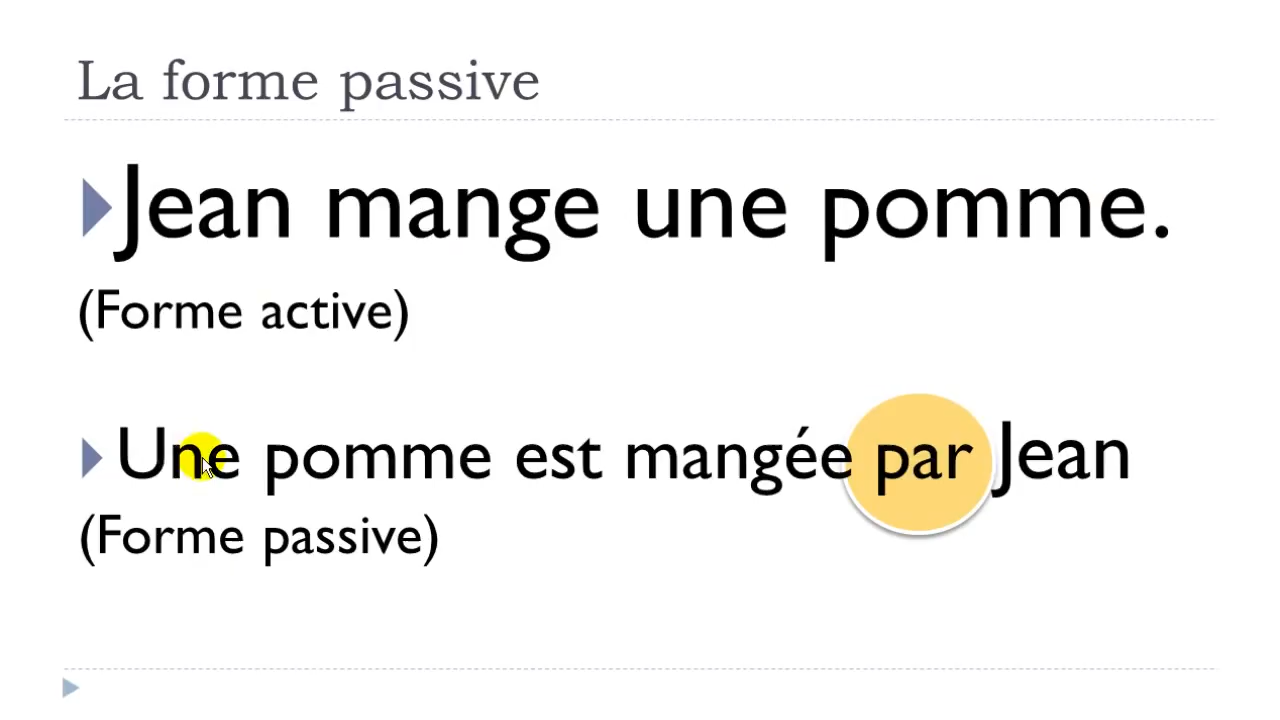 La forme passive
Jean mange une pomme.
(Forme active)
Une pomme est mangée par Jean
(Forme passive)